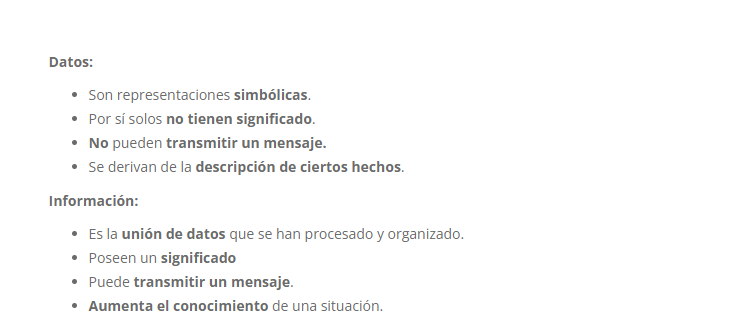 Datos:
Son representaciones simbólicas.
Por sí solos no tienen significado.
No pueden transmitir un mensaje.
Se derivan de la descripción de ciertos hechos.
Información:
Es la unión de datos que se han procesado y organizado.
Poseen un significado
Puede transmitir un mensaje.
Aumenta el conocimiento de una situación.